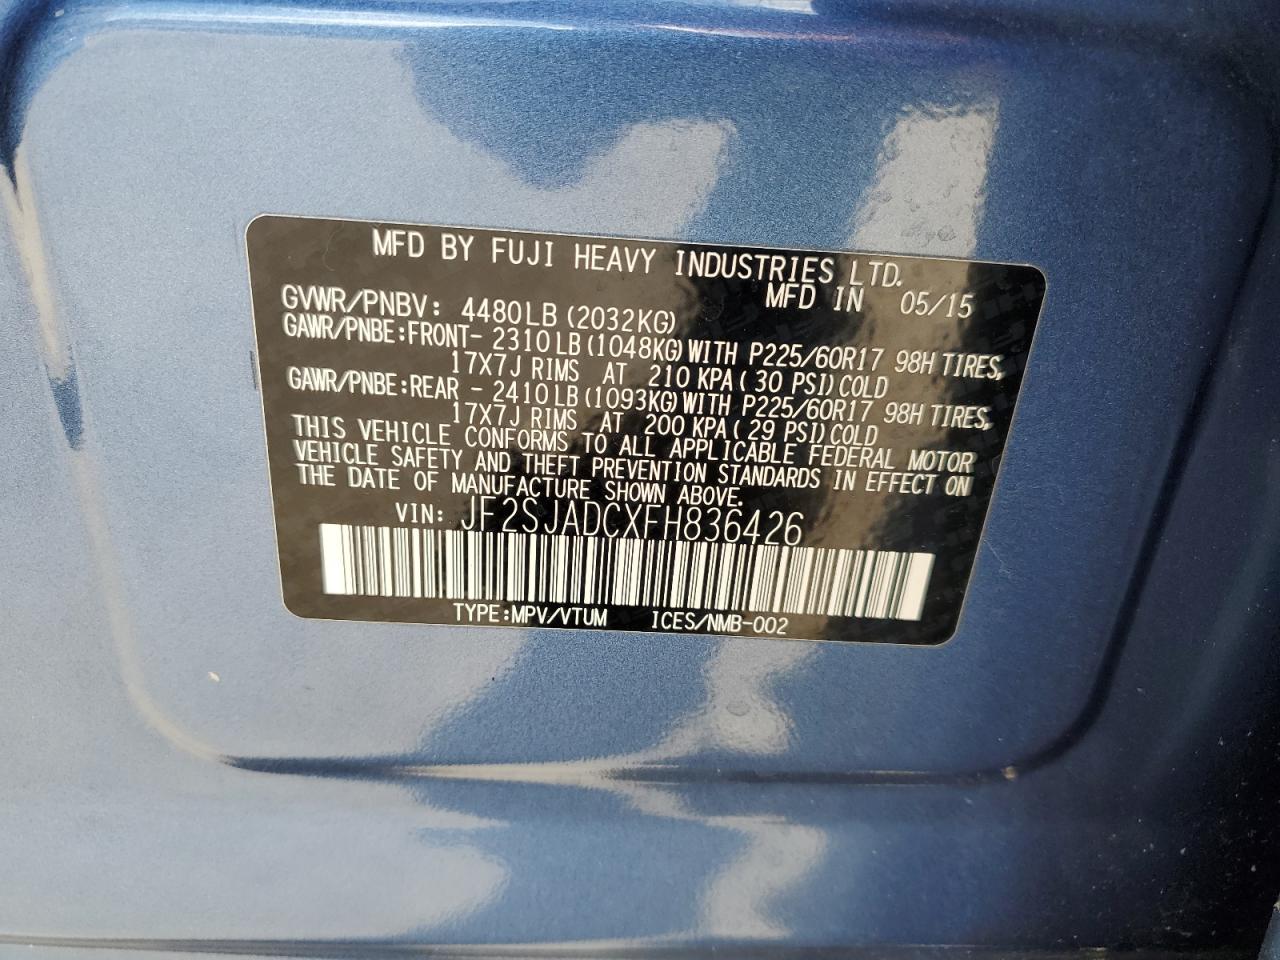 MFD BY FUJI HEAVY INDUSTRIES LTD.
MFD IN 05/15
GVWR/PNBV: 4480LB (2032KG)
GAWR/PNBE:FRONT- 2310LB (1048KG) WITH P225/60R17 98H TIRES,
17X7J RIMS AT 210 KPA( 30 PSI)COLD
GAWR/PNBE:REAR - 2410LB (1093KG) WITH P225/60R17 98H TIRES,
17X7J RIMS AT 200 KPA( 29 PSI)COLD
THIS VEHICLE CONFORMS TO ALL APPLICABLE FEDERAL MOTOR
VEHICLE SAFETY AND THEFT PREVENTION STANDARDS IN EFFECT ON
THE DATE OF MANUFACTURE SHOWN ABOVE.
VIN: JF2SJADCXFH836426
TYPE:MPV/VTUM ICES/NMB-002